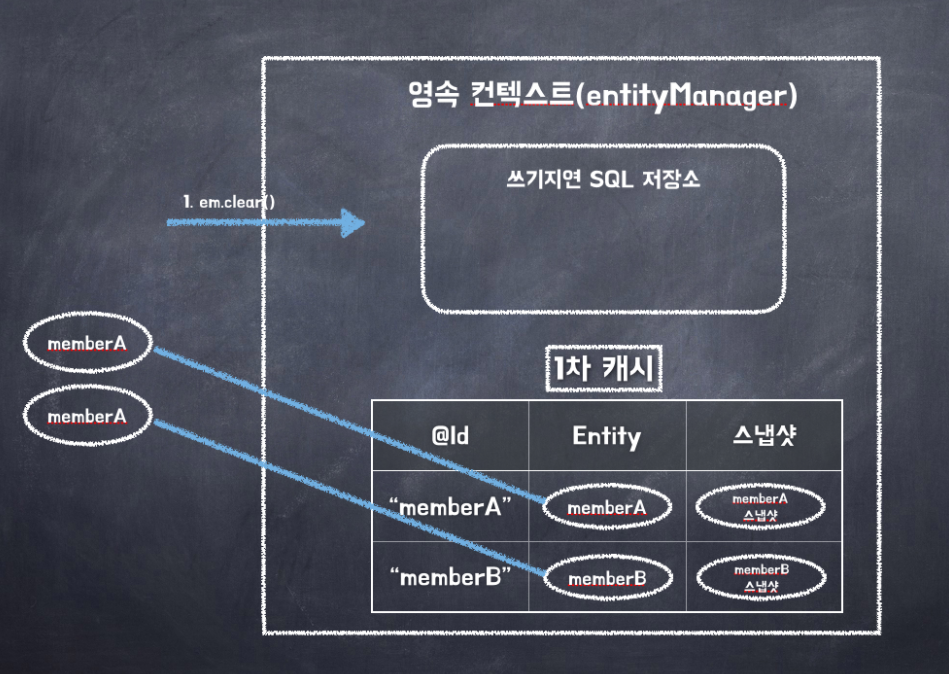 영속 컨텍스트(entityManager)
쓰기지연 SQL 저장소
1. em.clear()
memberA
memberA
1차 캐시
@Id Entity 스냅샷
“memberA” memberA memberA
스냅샷
“memberB” memberB memberB
스냅샷